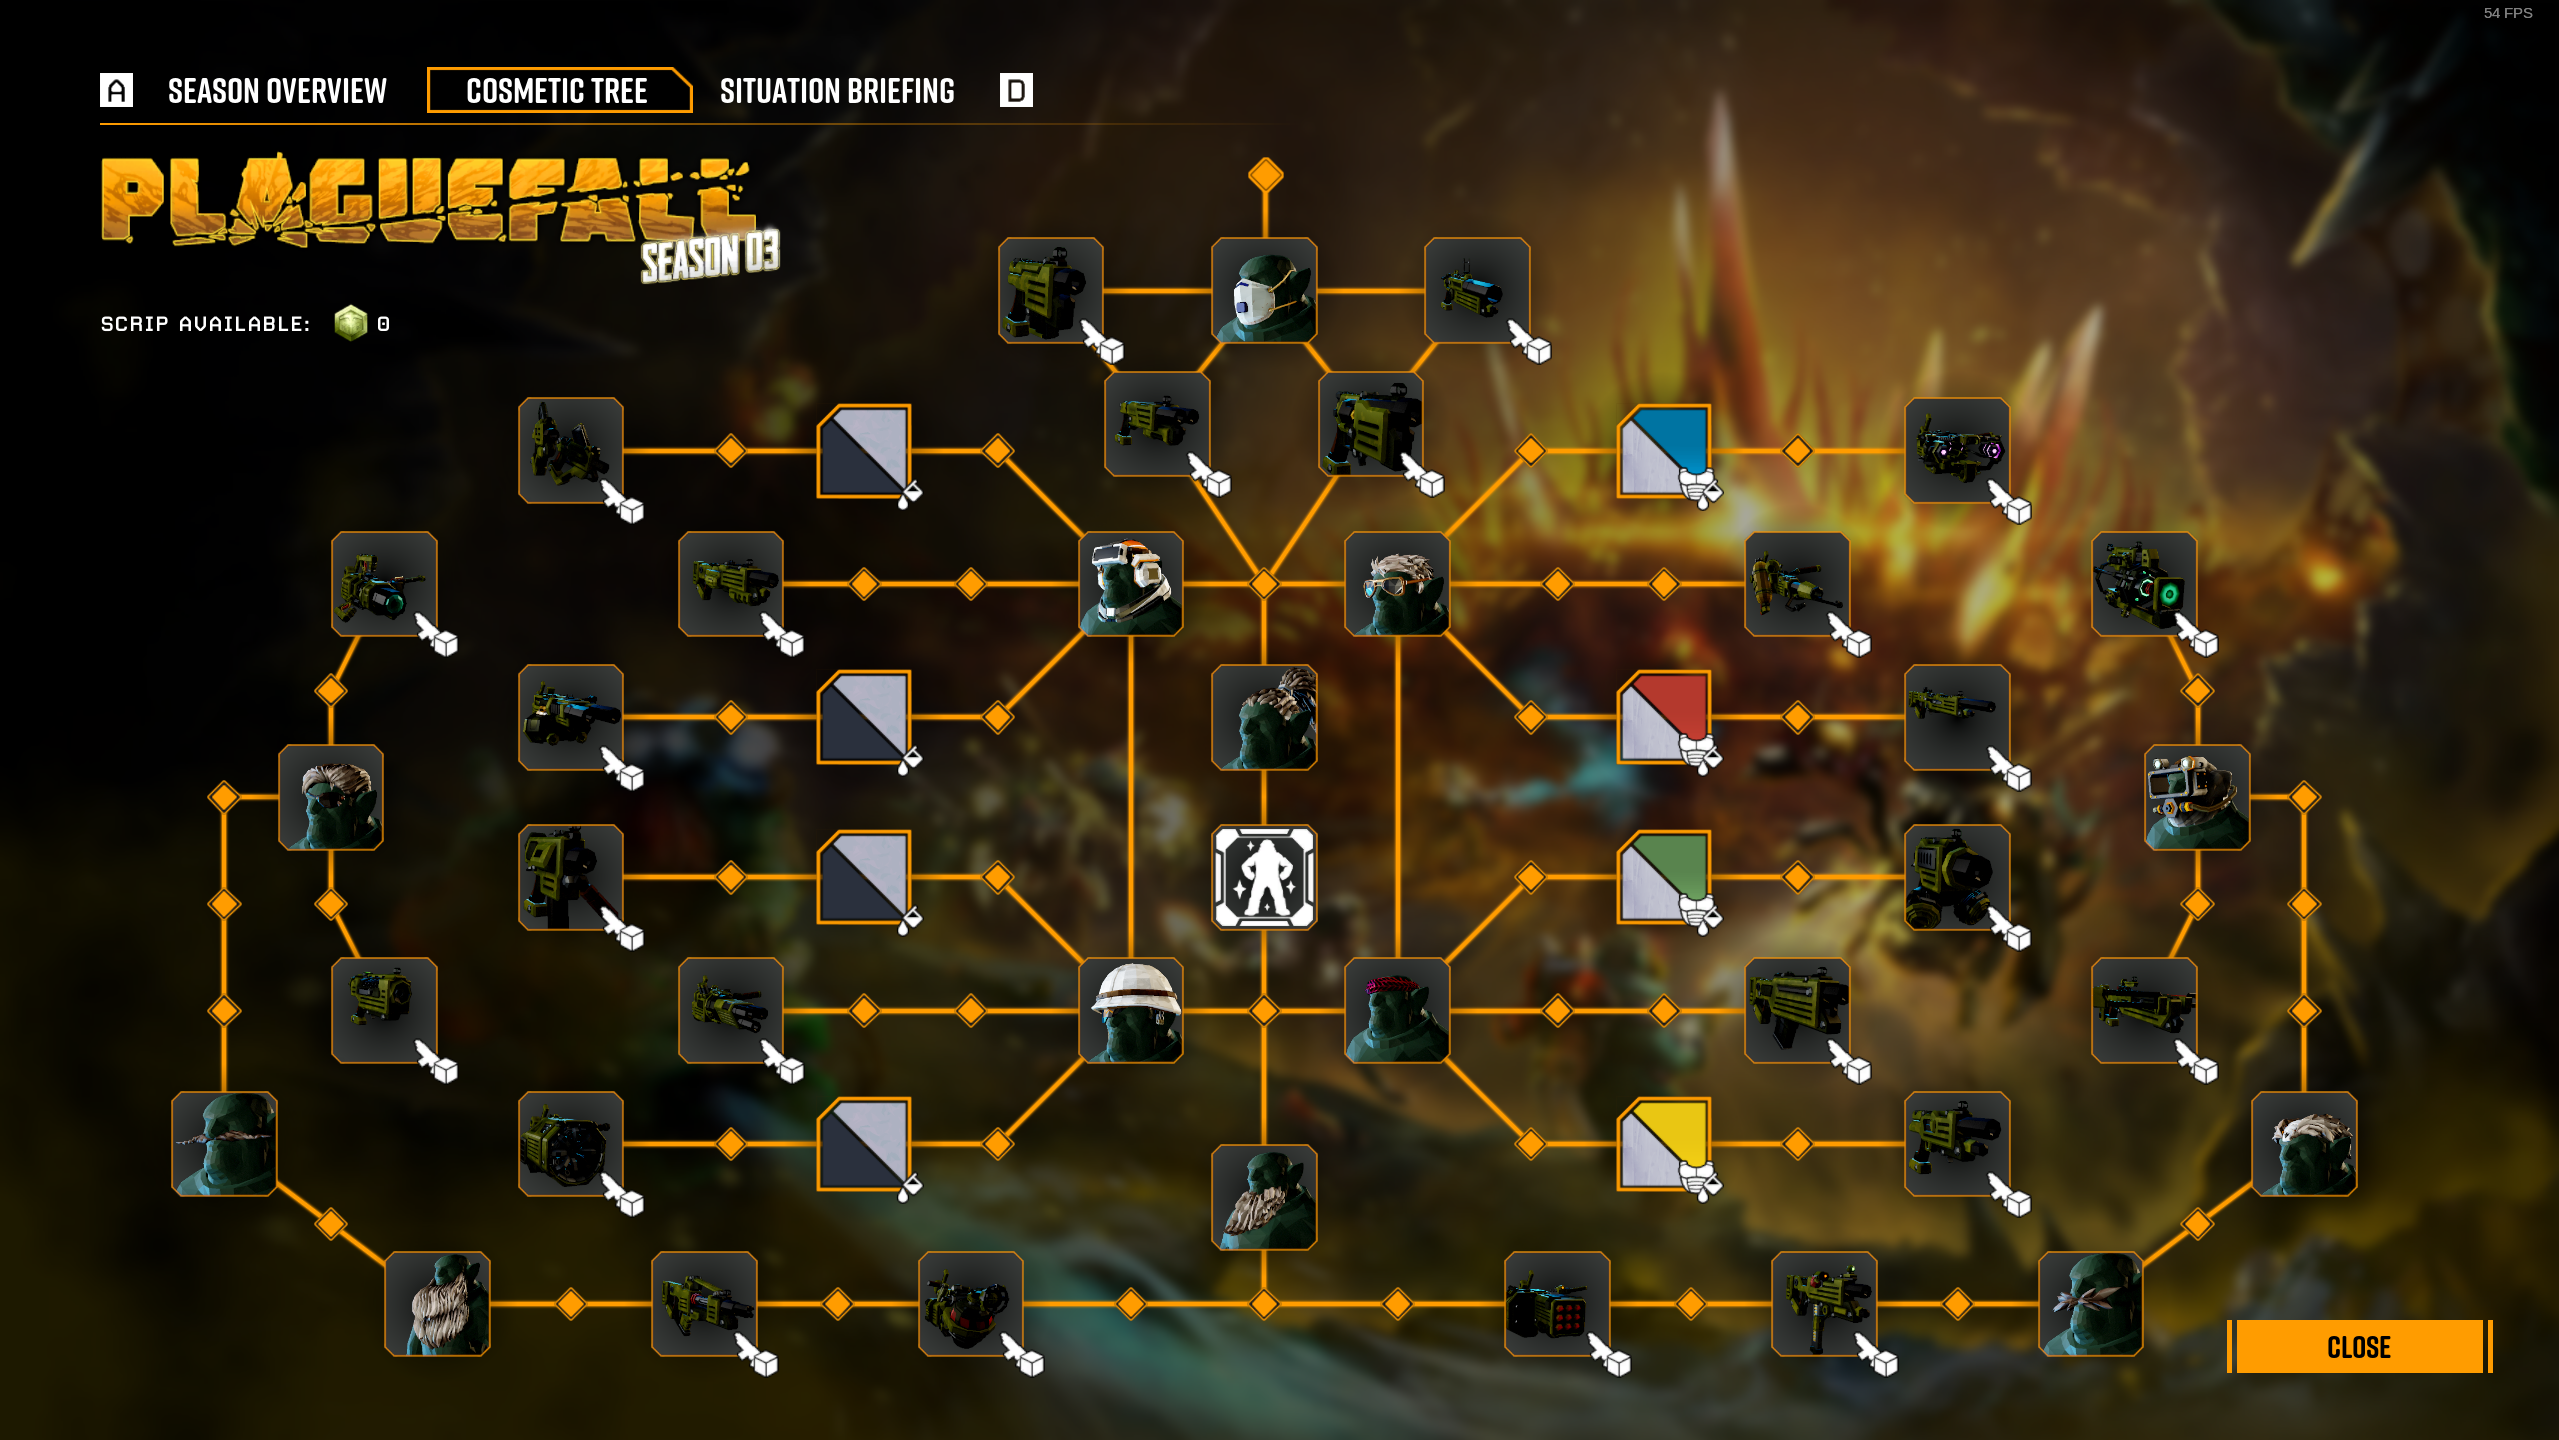 54 FPS
A SEASON OVERVIEW COSMETIC TREE SITUATION BRIEFING D
PLAGUEFALL
SEASON 03
SCRIP AVAILABLE: 0
CLOSE